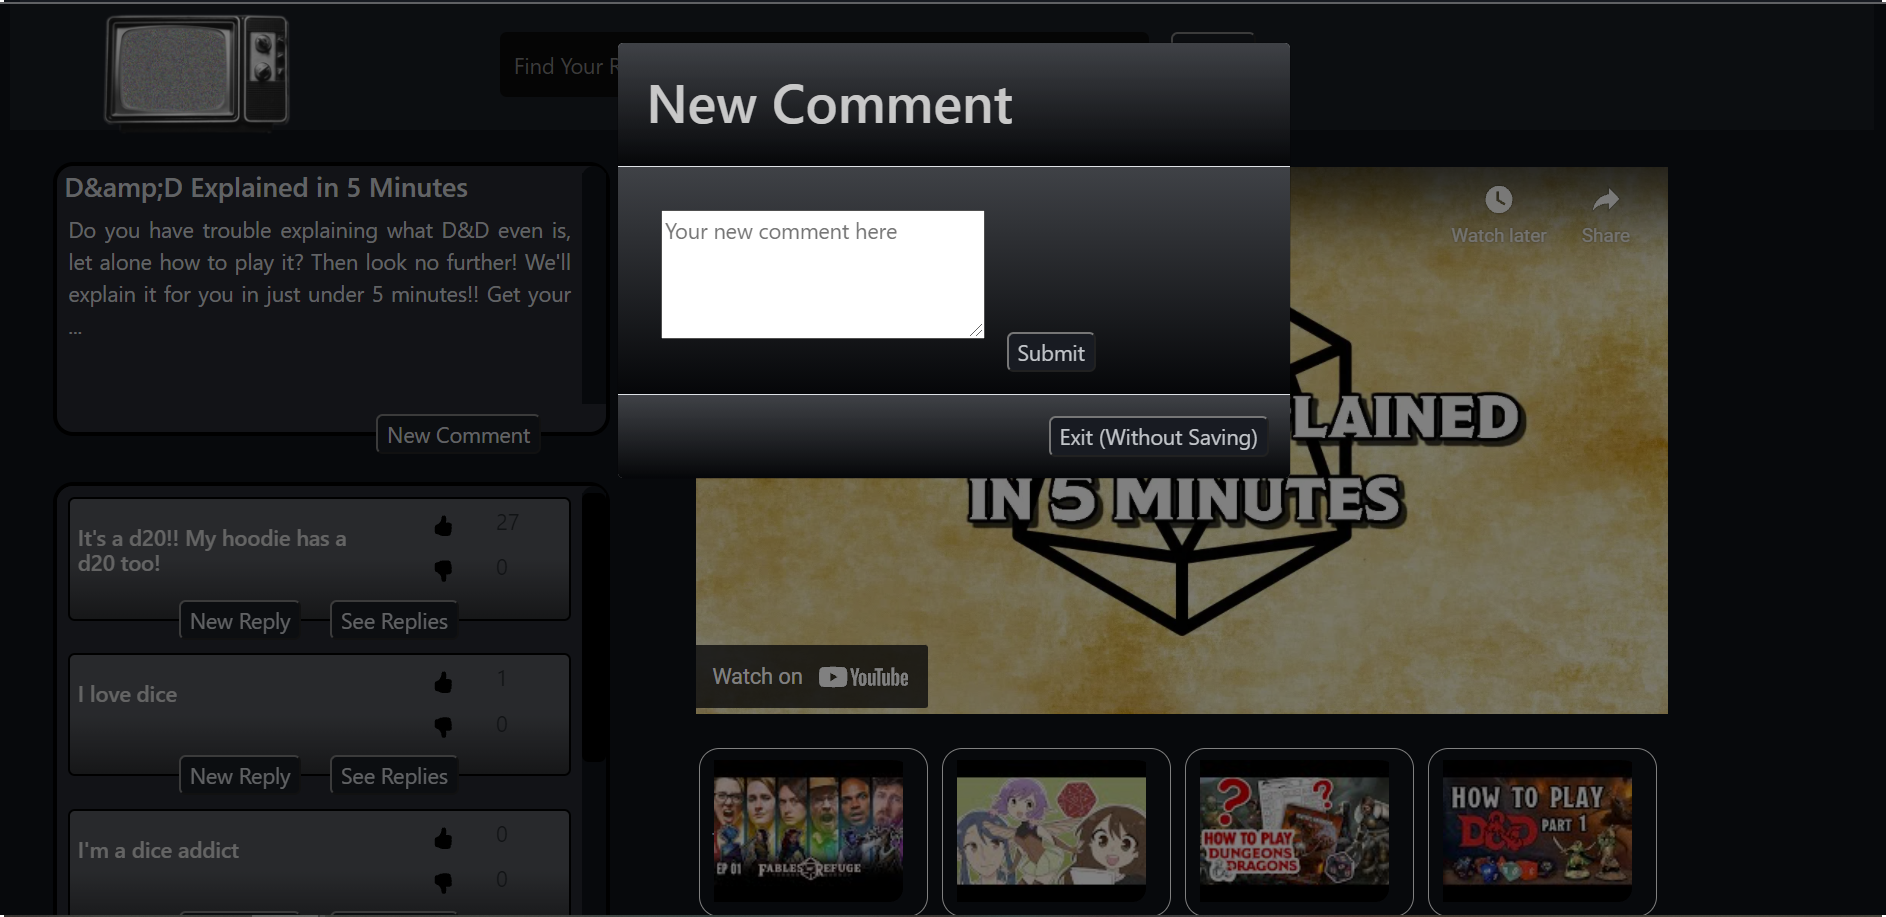 Find Your R
New Comment
D&amp;D Explained in 5 Minutes
Do you have trouble explaining what D&D even is,
let alone how to play it? Then look no further! We'll
explain it for you in just under 5 minutes!! Get your
...
New Comment
Your new comment here
Submit
Exit (Without Saving)
Watch later
Share
LAINED
IN 5 MINUTES
Watch on YouTube
It's a d20!! My hoodie has a
d20 too!
27
0
New Reply
See Replies
I love dice
1
0
New Reply
See Replies
I'm a dice addict
0
0
EP 01
FABLES REFUGE
HOW TO PLAY
DUNGEONS
DRAGONS
HOW TO PLAY
D&D PART 1